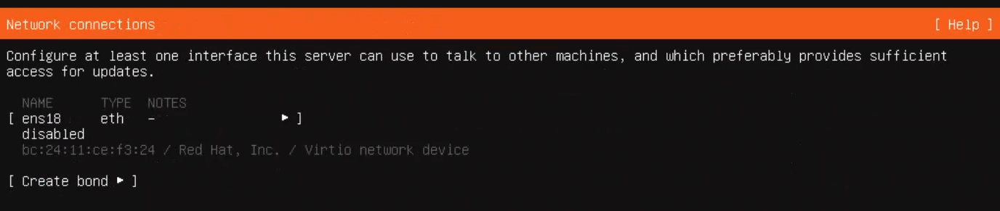 Network connections [ Help ]
Configure at least one interface this server can use to talk to other machines, and which preferably provides sufficient
access for updates.
NAME TYPE NOTES
[ ens18 eth - ▸ ]
disabled
bc:24:11:ce:f3:24 / Red Hat, Inc. / Virtio network device
[ Create bond ▸ ]